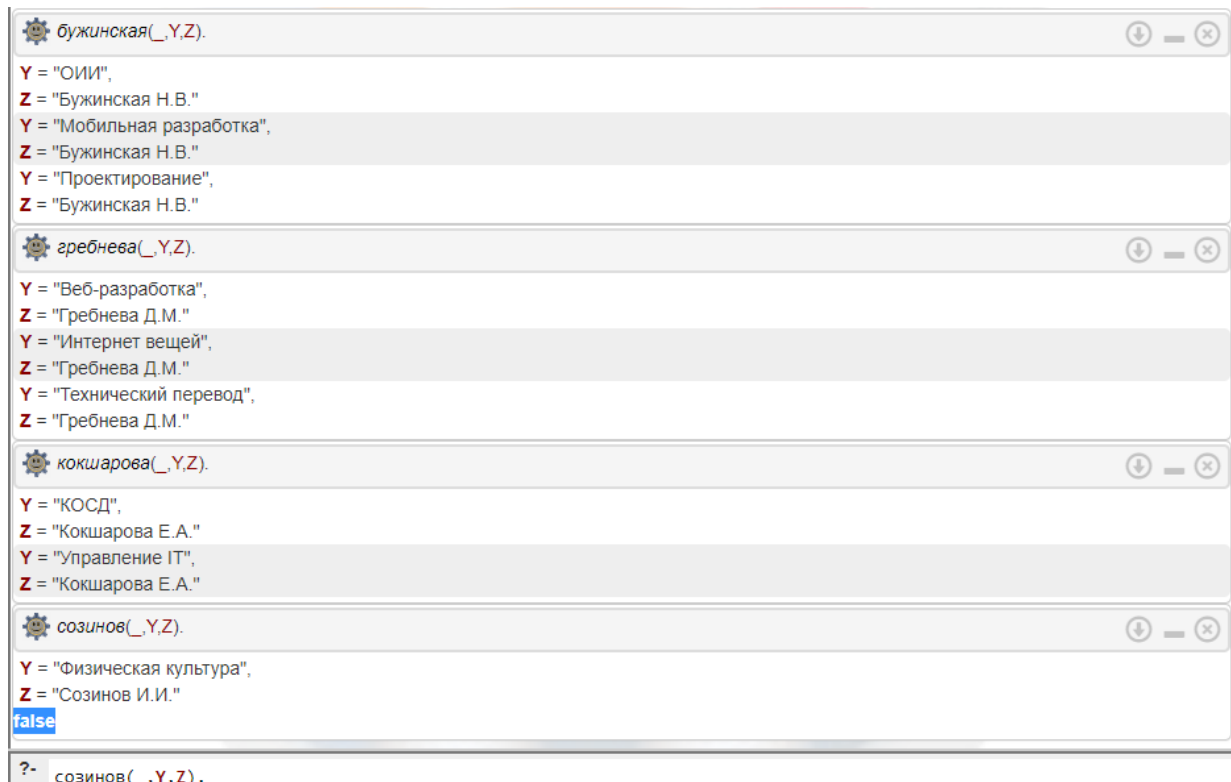 бужинская(_,Y,Z).
Y = "ОИИ",
Z = "Бужинская Н.В."
Y = "Мобильная разработка",
Z = "Бужинская Н.В."
Y = "Проектирование",
Z = "Бужинская Н.В."
гребнева(_,Y,Z).
Y = "Веб-разработка",
Z = "Гребнева Д.М."
Y = "Интернет вещей",
Z = "Гребнева Д.М."
Y = "Технический перевод",
Z = "Гребнева Д.М."
кокшарова(_,Y,Z).
Y = "КОСД",
Z = "Кокшарова Е.А."
Y = "Управление IT",
Z = "Кокшарова Е.А."
созинов(_,Y,Z).
Y = "Физическая культура",
Z = "Созинов И.И."
false
?- созинов(_,Y,Z).